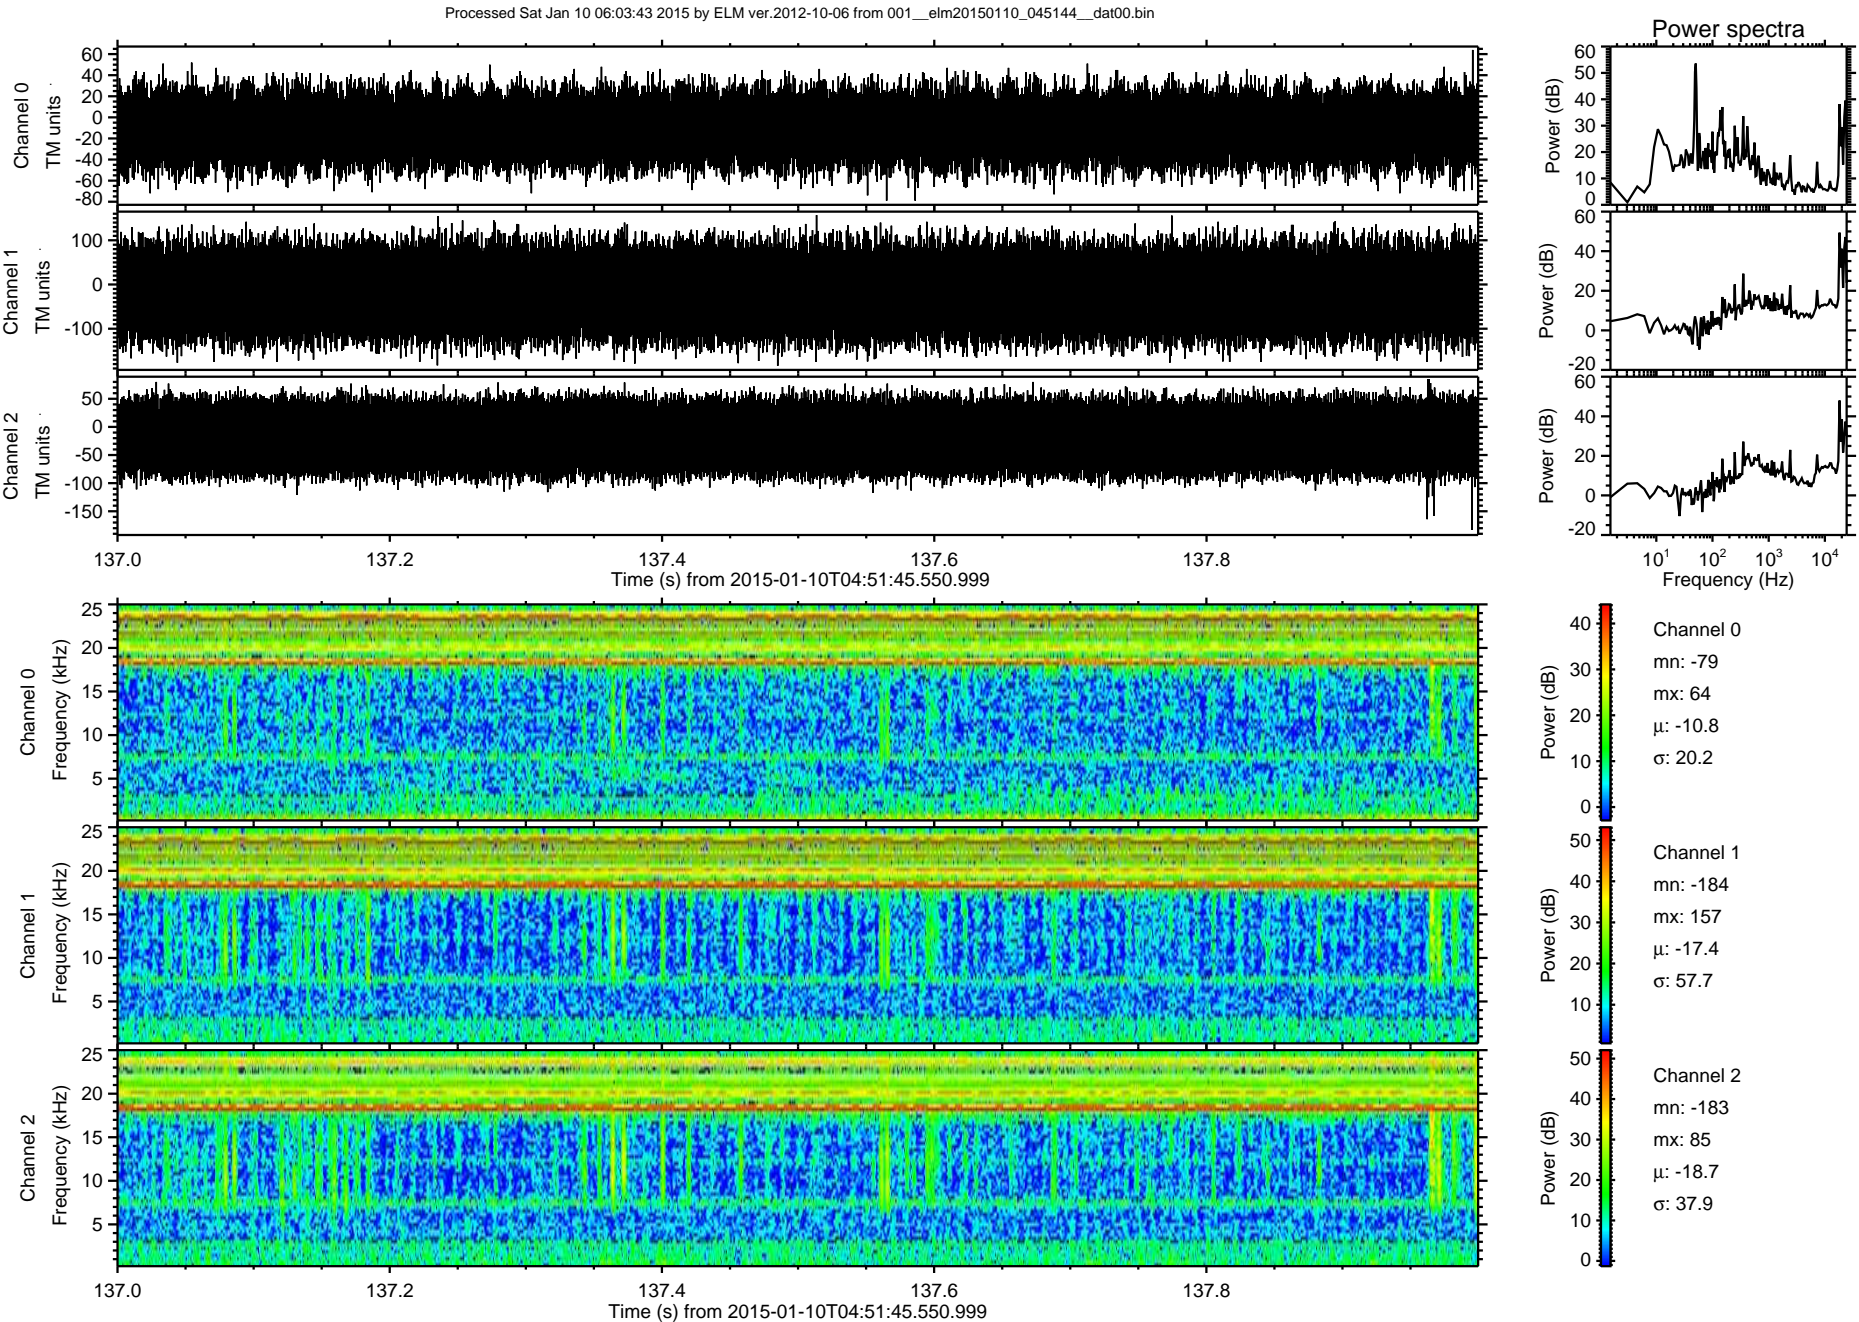 Processed Sat Jan 10 06:03:43 2015 by ELM ver.2012-10-06 from 001__elm20150110_045144__dat00.bin
Power spectra
Channel 0
TM units
60
40
20
0
-20
-40
-60
-80
Power (dB)
60
50
40
30
20
10
0
Channel 1
TM units
100
0
-100
Power (dB)
60
40
20
0
-20
Channel 2
TM units
50
0
-50
-100
-150
Power (dB)
60
40
20
0
-20
137.0 137.2 137.4 137.6 137.8
Time (s) from 2015-01-10T04:51:45.550.999
10¹ 10² 10³ 10⁴
Frequency (Hz)
Channel 0
Frequency (kHz)
25
20
15
10
5
Power (dB)
40
30
20
10
0
Channel 0
mn: -79
mx: 64
μ: -10.8
σ: 20.2
Channel 1
Frequency (kHz)
25
20
15
10
5
Power (dB)
50
40
30
20
10
Channel 1
mn: -184
mx: 157
μ: -17.4
σ: 57.7
Channel 2
Frequency (kHz)
25
20
15
10
5
Power (dB)
50
40
30
20
10
0
Channel 2
mn: -183
mx: 85
μ: -18.7
σ: 37.9
137.0 137.2 137.4 137.6 137.8
Time (s) from 2015-01-10T04:51:45.550.999